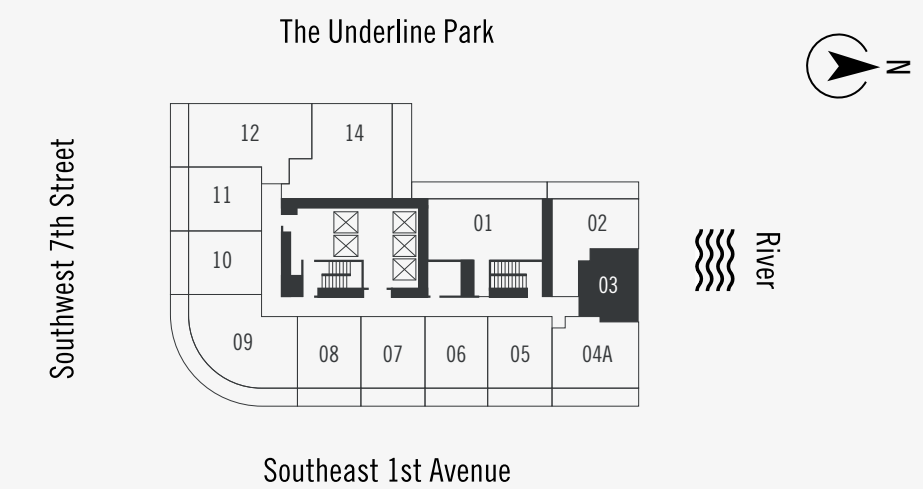 The Underline Park
N
12
14
11
01
02
10
03
09
08
07
06
05
04A
Southwest 7th Street
River
Southeast 1st Avenue